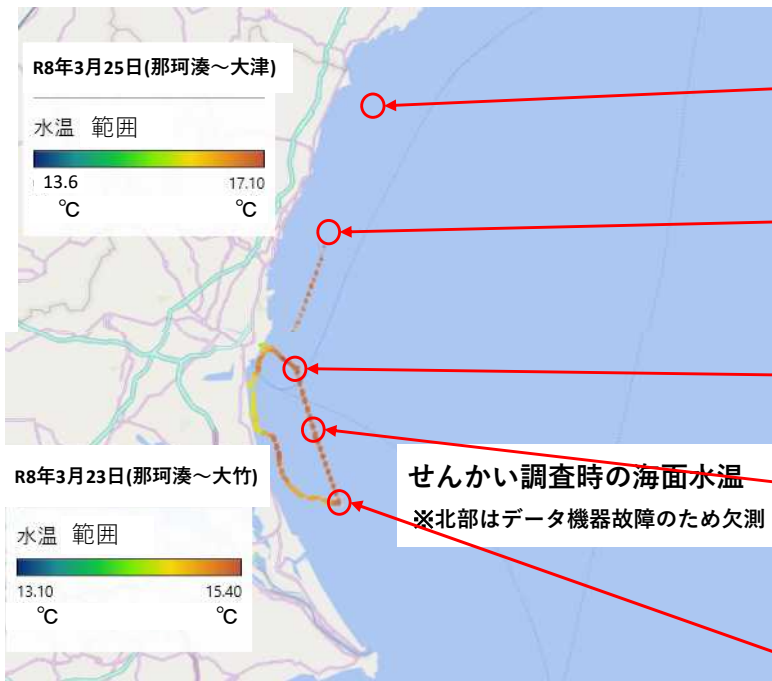 R8年3月25日(那珂湊～大津)
水温 範囲
13.6 17.10
℃ ℃
R8年3月23日(那珂湊～大竹)
水温 範囲
13.10 15.40
℃ ℃
せんかい調査時の海面水温
※北部はデータ機器故障のため欠測